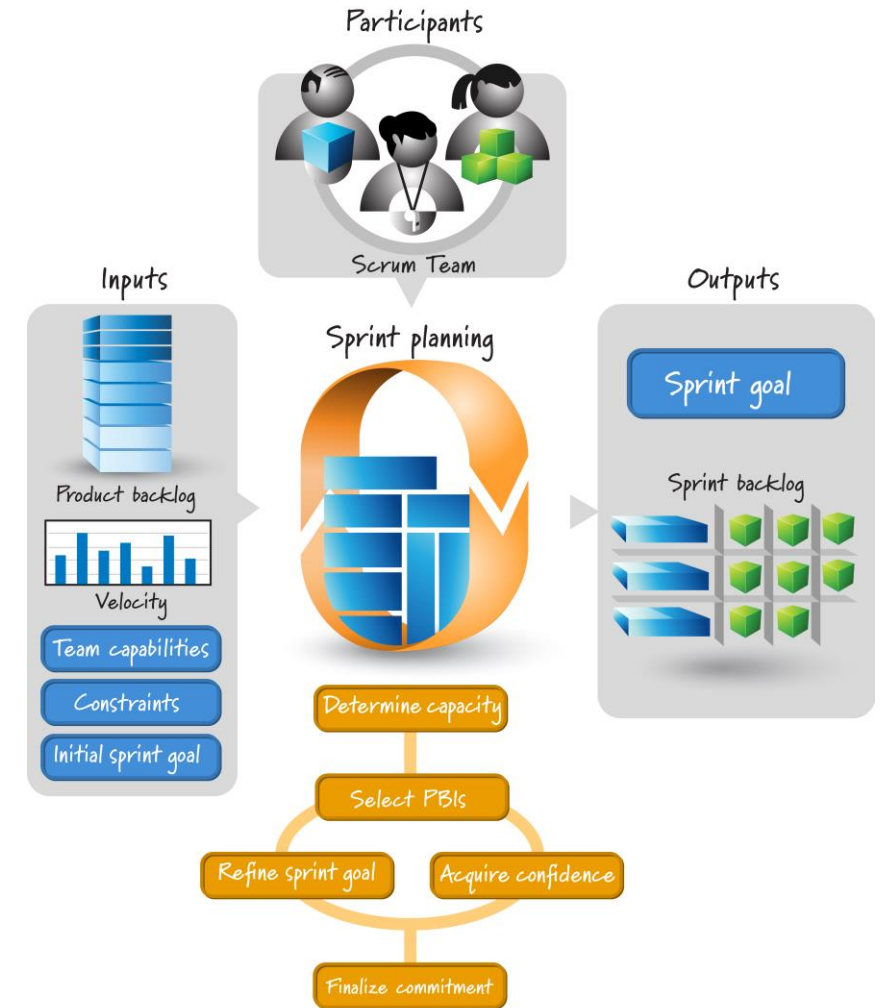 Participants
Scrum Team
Inputs
Product backlog
Velocity
Team capabilities
Constraints
Initial sprint goal
Sprint planning
Determine capacity
Select PBIs
Refine sprint goal
Acquire confidence
Finalize commitment
Outputs
Sprint goal
Sprint backlog